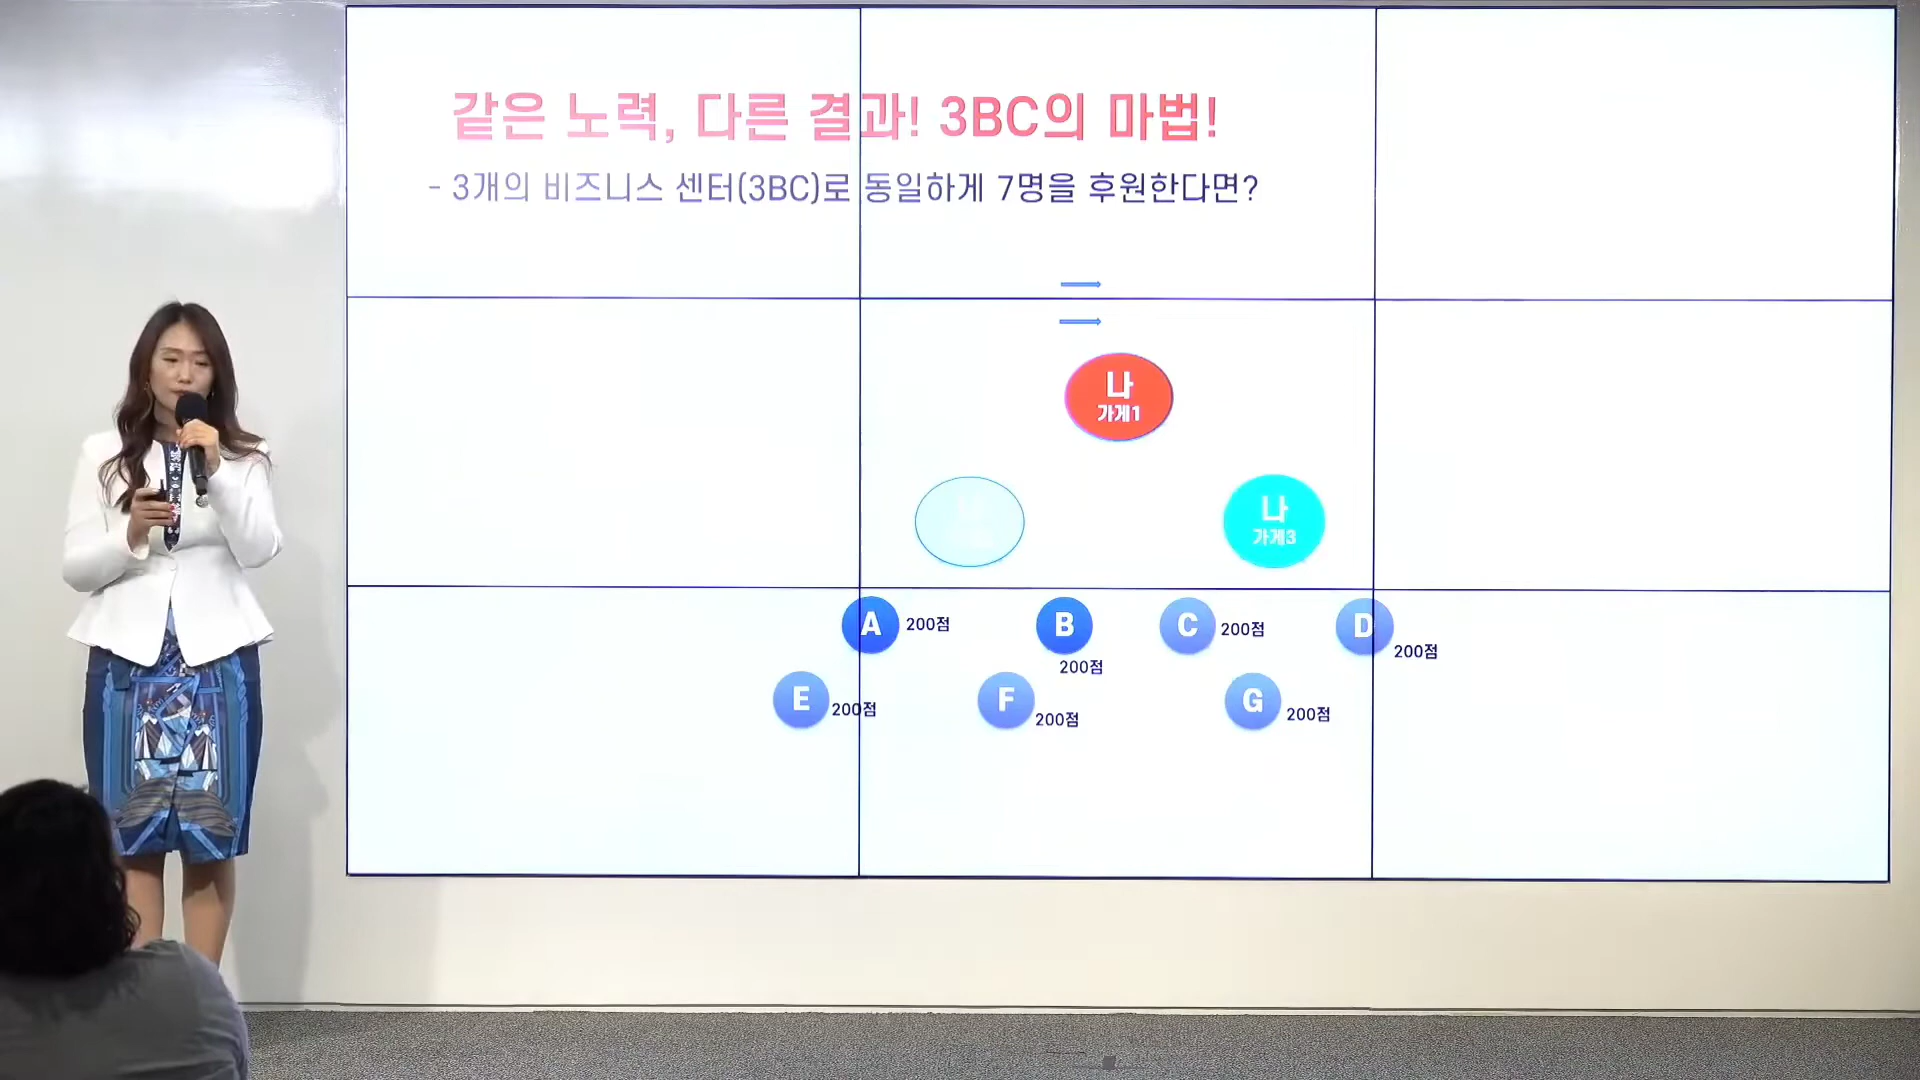 같은 노력, 다른 결과! 3BC의 마법!
- 3개의 비즈니스 센터(3BC)로 동일하게 7명을 후원한다면?
나
가게1
나
가게3
A 200점
B
200점
C 200점
D
200점
E 200점
F
200점
G 200점